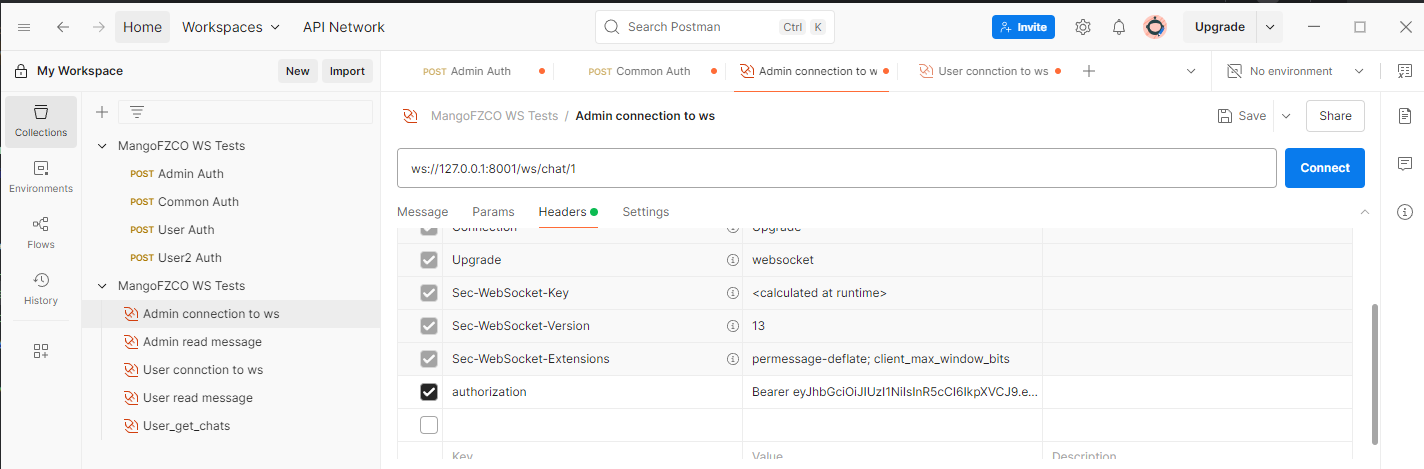 Home Workspaces API Network Search Postman Ctrl K Invite Upgrade
My Workspace New Import POST Admin Auth POST Common Auth Admin connection to w User connction to ws No environment
Collections
Environments
Flows
History
MangoFZCO WS Tests
POST Admin Auth
POST Common Auth
POST User Auth
POST User2 Auth
MangoFZCO WS Tests
Admin connection to ws
Admin read message
User connction to ws
User read message
User_get_chats
MangoFZCO WS Tests / Admin connection to ws Save Share
ws://127.0.0.1:8001/ws/chat/1 Connect
Message Params Headers Settings
Connection Upgrade
Upgrade websocket
Sec-WebSocket-Key <calculated at runtime>
Sec-WebSocket-Version 13
Sec-WebSocket-Extensions permessage-deflate; client_max_window_bits
authorization Bearer eyJhbGciOiJIUzI1NiIsInR5cCI6IkpXVCJ9.e...
Key Value Description